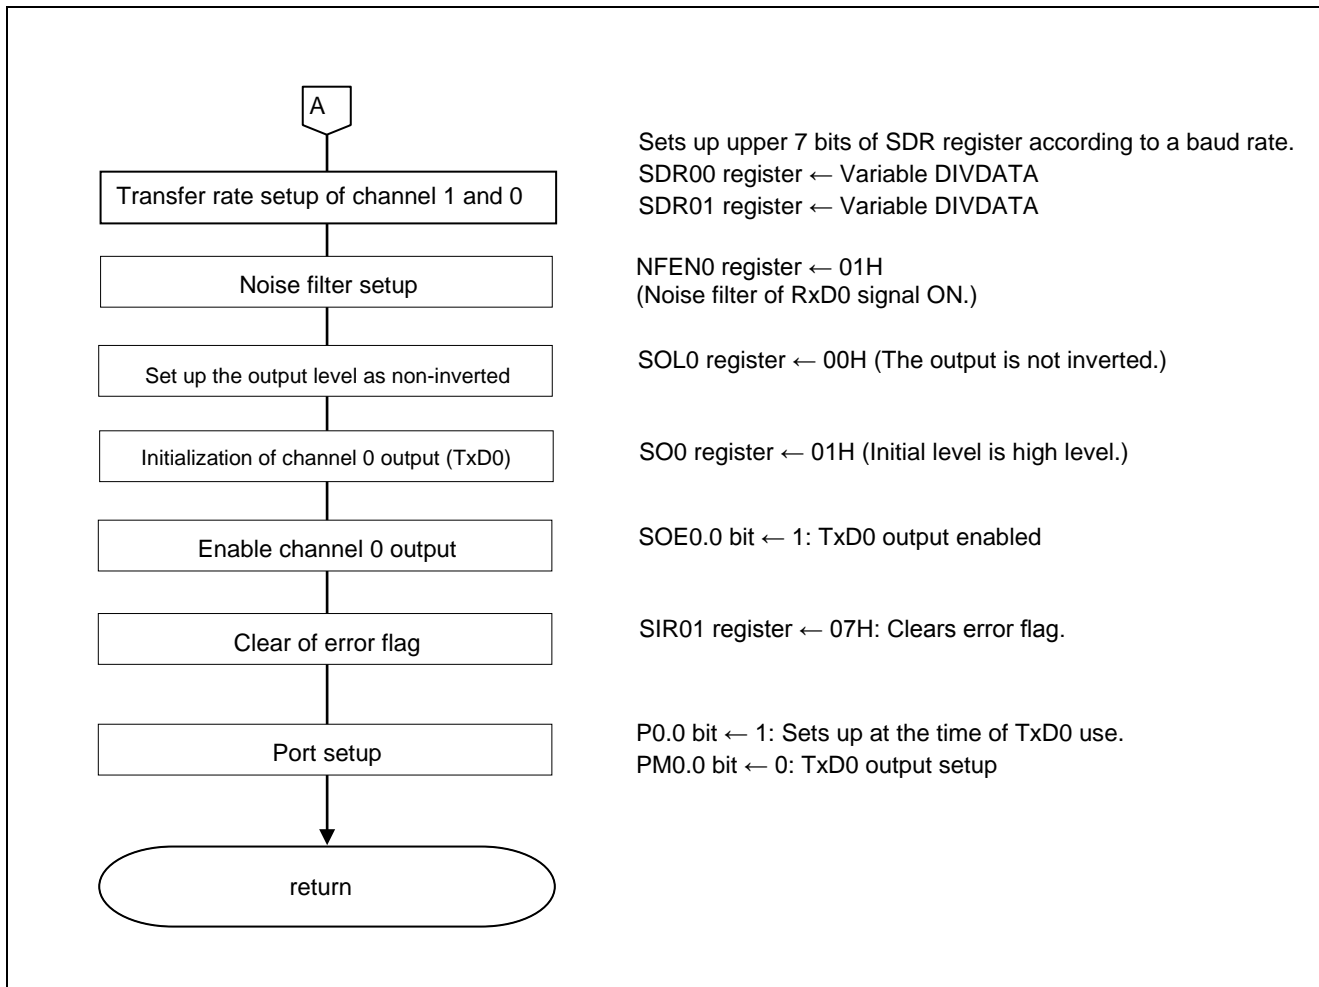 A
Sets up upper 7 bits of SDR register according to a baud rate.
Transfer rate setup of channel 1 and 0
SDR00 register ← Variable DIVDATA
SDR01 register ← Variable DIVDATA
Noise filter setup
NFEN0 register ← 01H
(Noise filter of RxD0 signal ON.)
Set up the output level as non-inverted
SOL0 register ← 00H (The output is not inverted.)
Initialization of channel 0 output (TxD0)
SO0 register ← 01H (Initial level is high level.)
Enable channel 0 output
SOE0.0 bit ← 1: TxD0 output enabled
Clear of error flag
SIR01 register ← 07H: Clears error flag.
Port setup
P0.0 bit ← 1: Sets up at the time of TxD0 use.
PM0.0 bit ← 0: TxD0 output setup
return